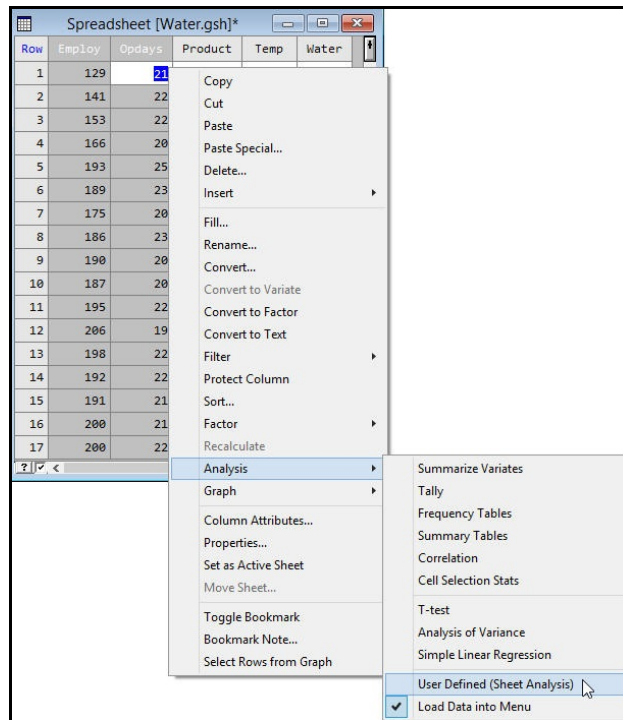 Spreadsheet [Water.gsh]*
Row Employ Opdays Product Temp Water
1 129 21
2 141 22
3 153 22
4 166 20
5 193 25
6 189 23
7 175 20
8 186 23
9 190 20
10 187 20
11 195 22
12 206 19
13 198 22
14 192 22
15 191 21
16 200 21
17 200 22
Copy
Cut
Paste
Paste Special...
Delete...
Insert
Fill...
Rename...
Convert...
Convert to Variate
Convert to Factor
Convert to Text
Filter
Protect Column
Sort...
Factor
Recalculate
Analysis
Graph
Column Attributes...
Properties...
Set as Active Sheet
Move Sheet...
Toggle Bookmark
Bookmark Note...
Select Rows from Graph
Summarize Variates
Tally
Frequency Tables
Summary Tables
Correlation
Cell Selection Stats
T-test
Analysis of Variance
Simple Linear Regression
User Defined (Sheet Analysis)
Load Data into Menu